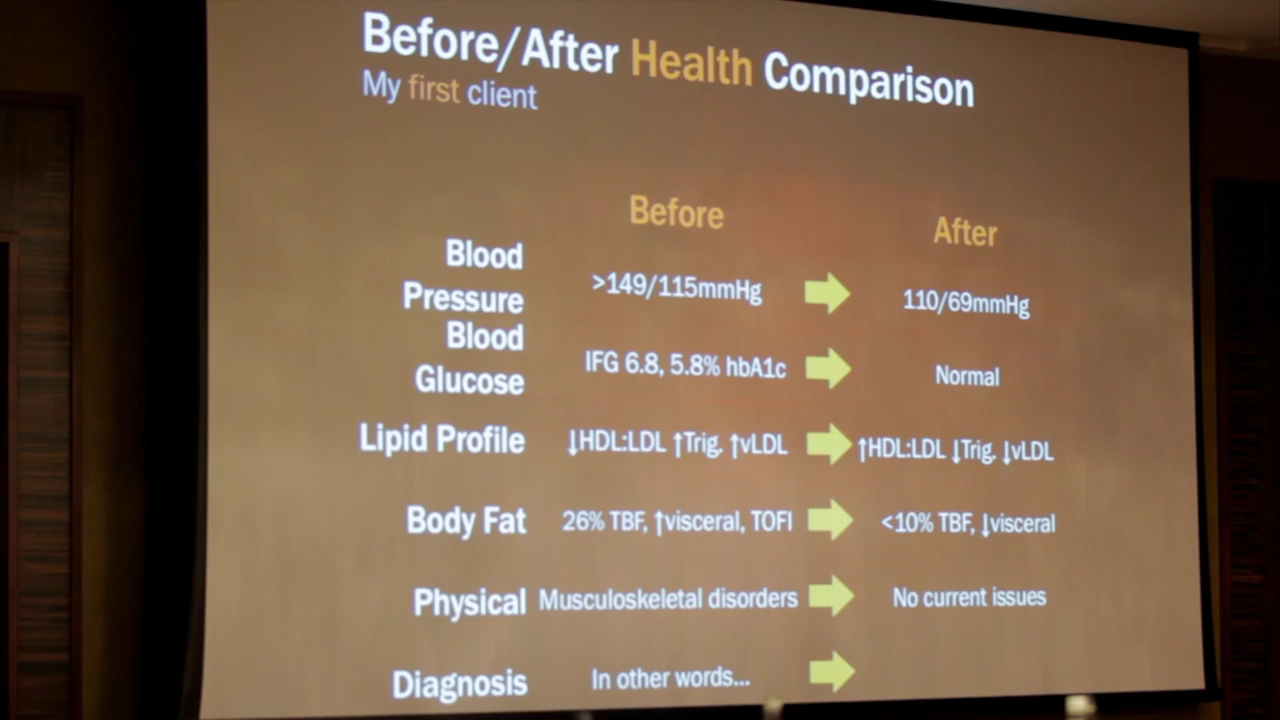 Before/After Health Comparison
My first client
Before After
Blood
Pressure >149/115mmHg 110/69mmHg
Blood
Glucose IFG 6.8, 5.8% hbA1c Normal
Lipid Profile ↓HDL:LDL ↑Trig. ↑vLDL ↑HDL:LDL ↓Trig. ↓vLDL
Body Fat 26% TBF, ↑visceral, TOFI <10% TBF, ↓visceral
Physical Musculoskeletal disorders No current issues
Diagnosis In other words...